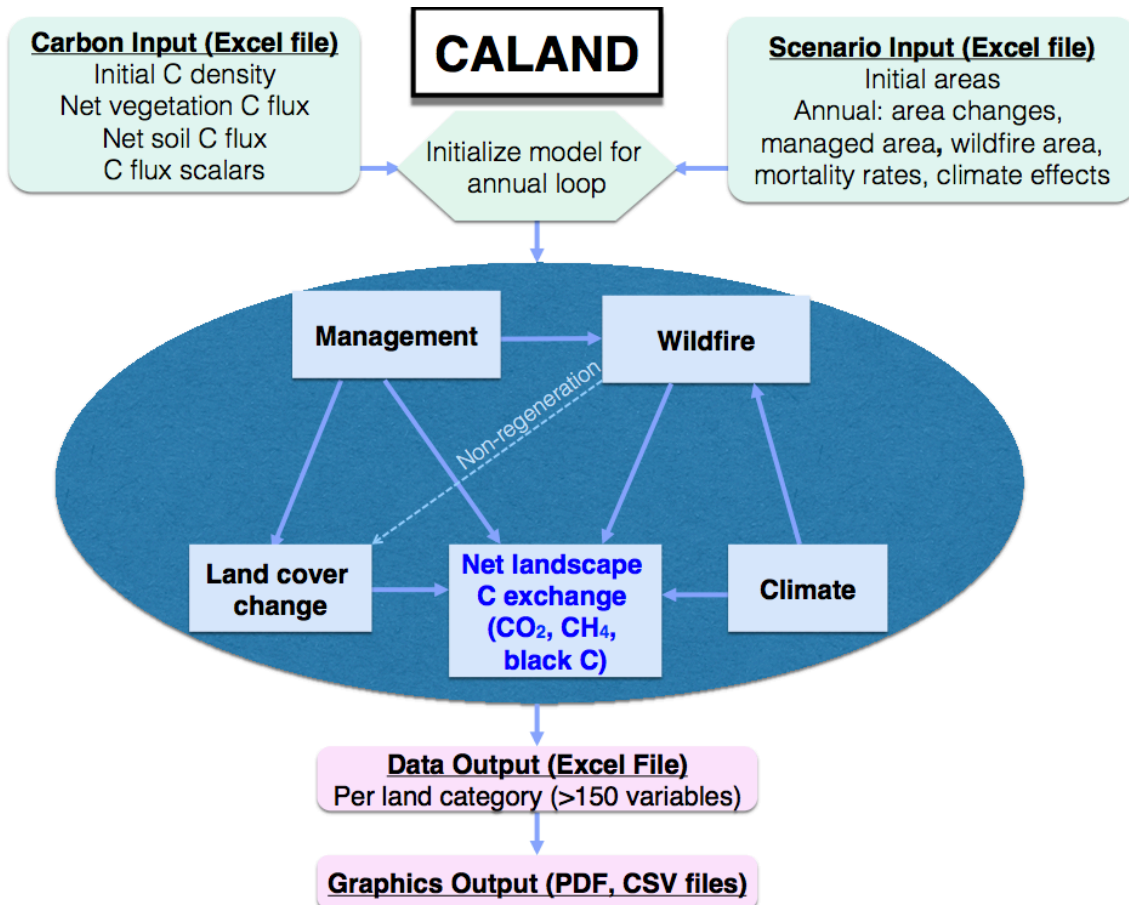 Carbon Input (Excel file)
Initial C density
Net vegetation C flux
Net soil C flux
C flux scalars
CALAND
Scenario Input (Excel file)
Initial areas
Annual: area changes,
managed area, wildfire area,
mortality rates, climate effects
Initialize model for
annual loop
Management
Wildfire
Non-regeneration
Land cover
change
Net landscape
C exchange
(CO₂, CH₄,
black C)
Climate
Data Output (Excel File)
Per land category (>150 variables)
Graphics Output (PDF, CSV files)